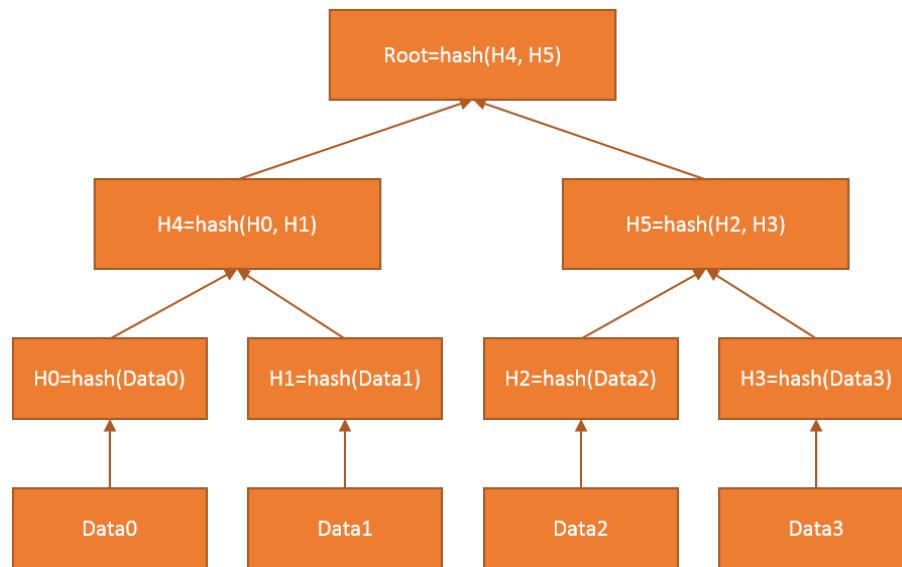 Root=hash(H4, H5)
H4=hash(H0, H1)
H5=hash(H2, H3)
H0=hash(Data0)
H1=hash(Data1)
H2=hash(Data2)
H3=hash(Data3)
Data0
Data1
Data2
Data3